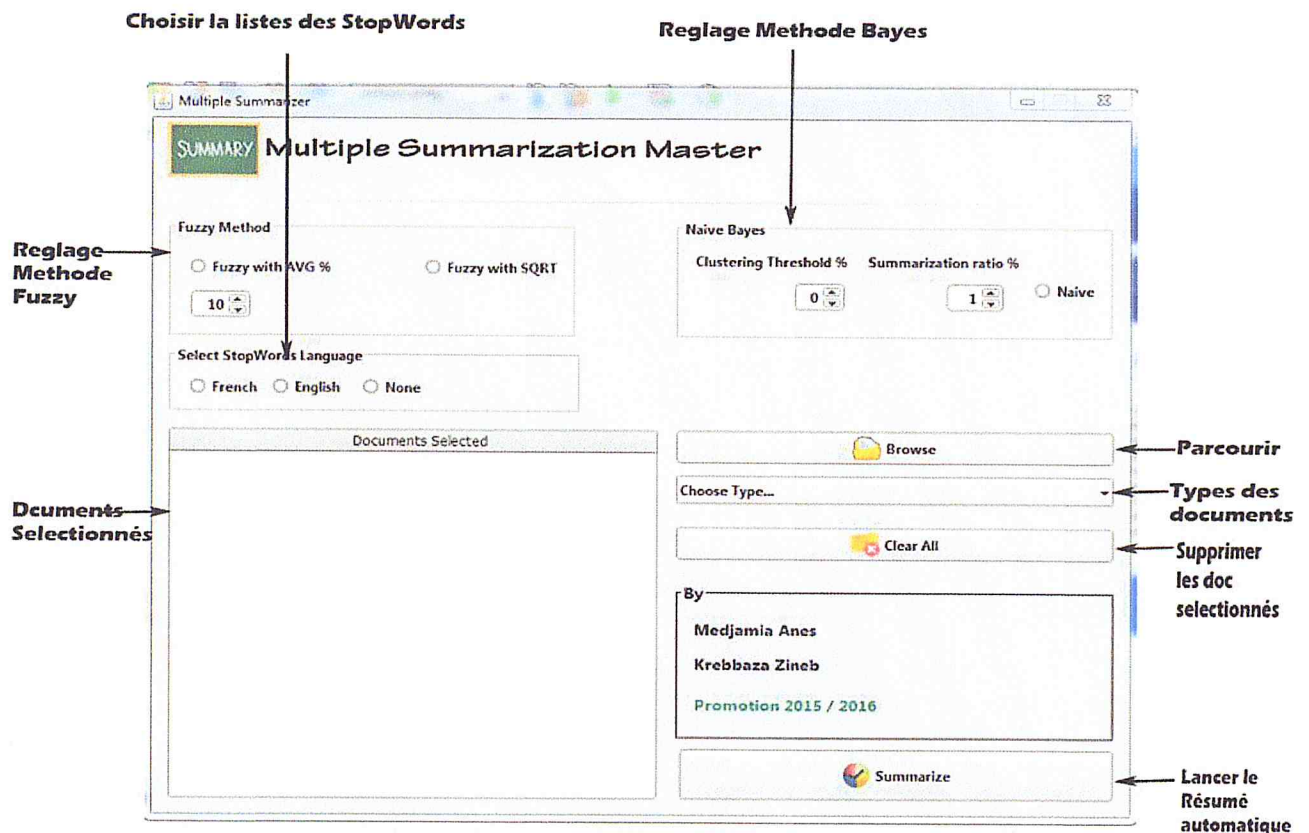 Choisir la listes des StopWords
Reglage Methode Bayes
Multiple Summarizer
SUMMARY Multiple Summarization Master
Reglage
Methode
Fuzzy
Fuzzy Method
Fuzzy with AVG %
Fuzzy with SQRT
10
Naive Bayes
Clustering Threshold %
Summarization ratio %
0
1
Naive
Select StopWords Language
French
English
None
Documents Selected
Dcuments
Selectionnés
Browse
Parcourir
Choose Type...
Types des
documents
Clear All
Supprimer
les doc
selectionnés
By
Medjamia Anes
Krebbaza Zineb
Promotion 2015 / 2016
Summarize
Lancer le
Résumé
automatique